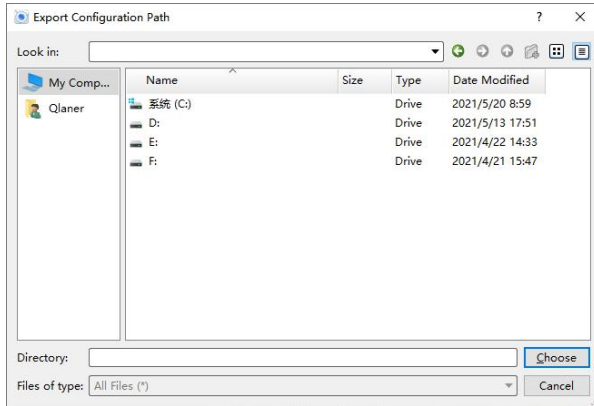 Export Configuration Path ? ×
Look in:
My Comp...
Qlaner
Name Size Type Date Modified
系统 (C:) Drive 2021/5/20 8:59
D: Drive 2021/5/13 17:51
E: Drive 2021/4/22 14:33
F: Drive 2021/4/21 15:47
Directory: Choose
Files of type: All Files (*) Cancel